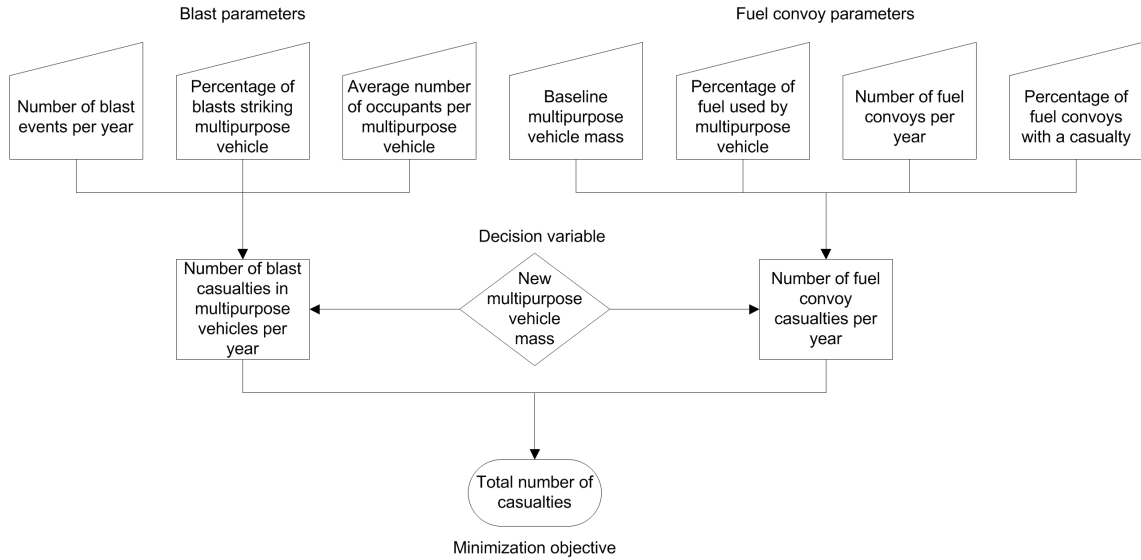 Blast parameters
Fuel convoy parameters
Number of blast
events per year
Percentage of
blasts striking
multipurpose
vehicle
Average number
of occupants per
multipurpose
vehicle
Baseline
multipurpose
vehicle mass
Percentage of
fuel used by
multipurpose
vehicle
Number of fuel
convoys per
year
Percentage of
fuel convoys
with a casualty
Decision variable
Number of blast
casualties in
multipurpose
vehicles per
year
New
multipurpose
vehicle
mass
Number of fuel
convoy
casualties per
year
Total number of
casualties
Minimization objective